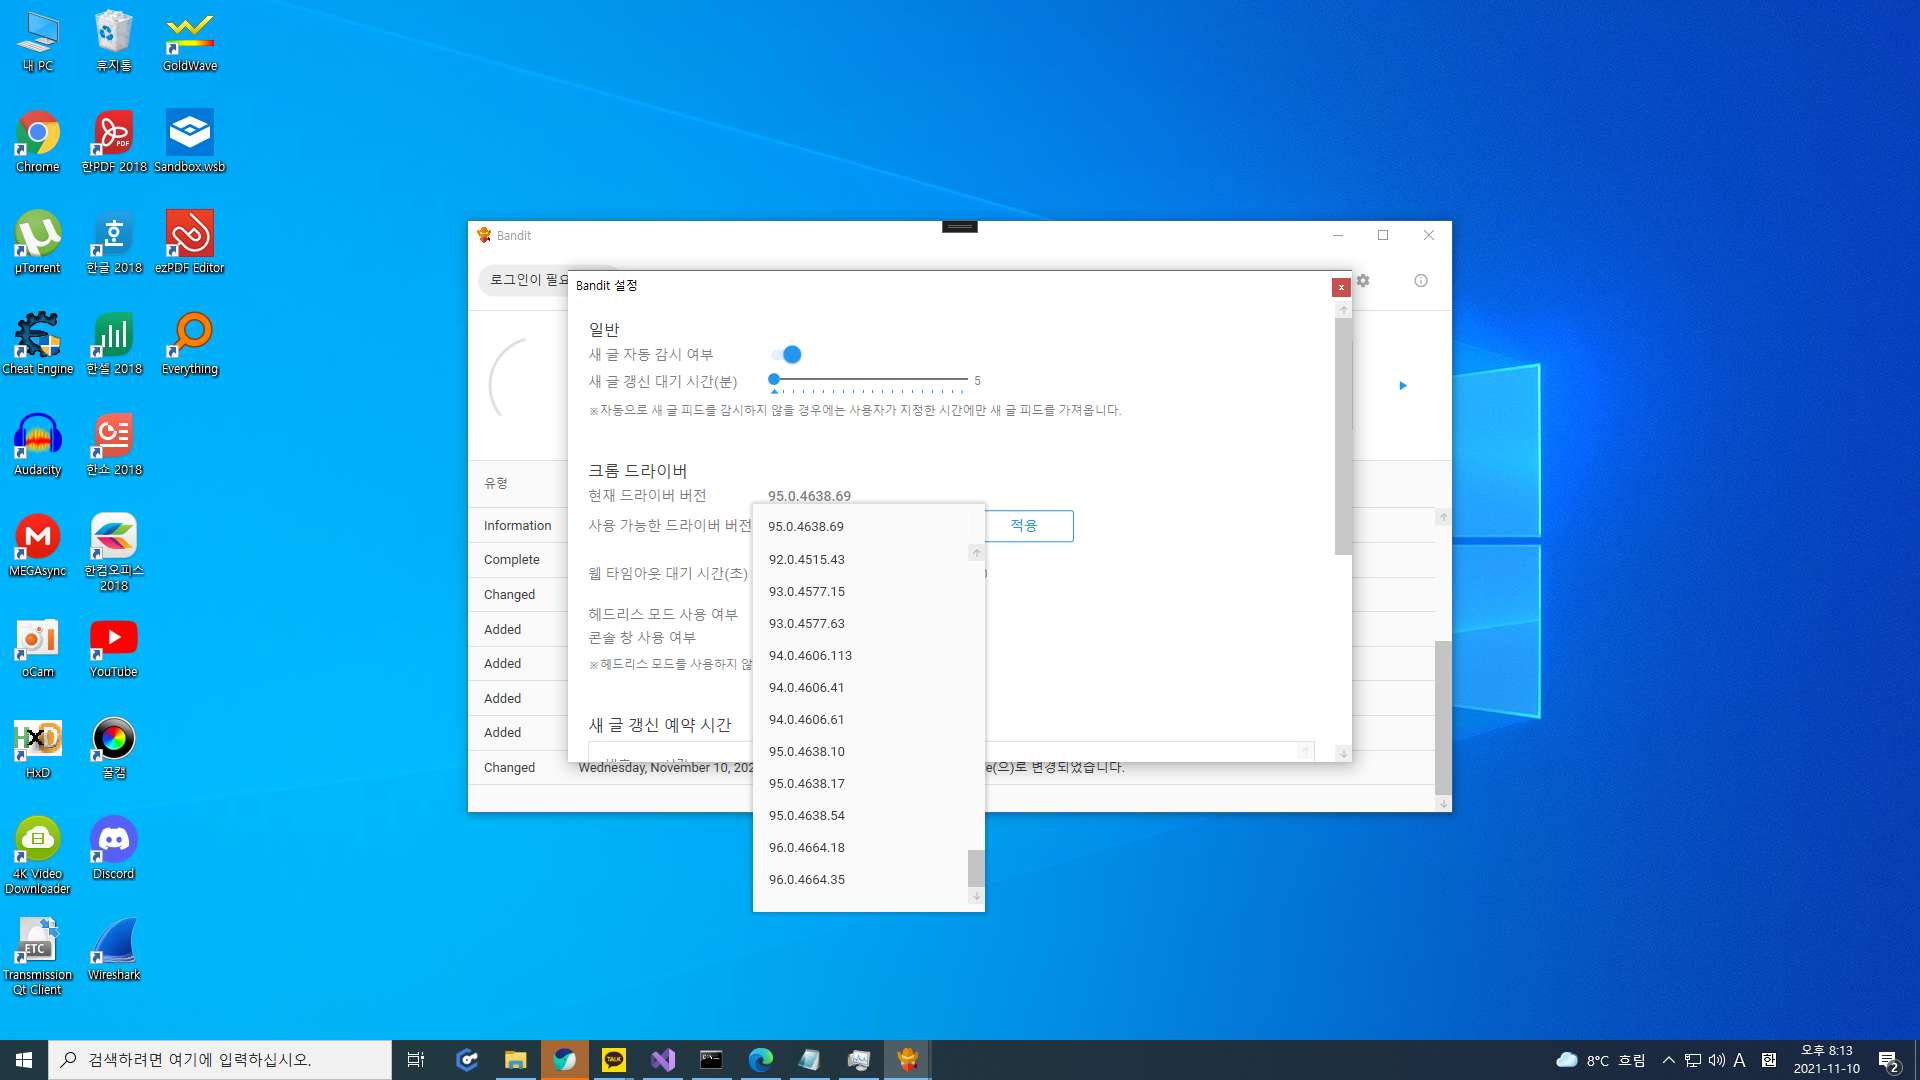 내 PC
휴지통
GoldWave
Chrome
한PDF 2018
Sandbox.wsb
µTorrent
한글 2018
ezPDF Editor
Cheat Engine
한셀 2018
Everything
Audacity
한쇼 2018
MEGAsync
한컴오피스
2018
oCam
YouTube
HxD
꿀캠
4K Video
Downloader
Discord
Transmission
Qt Client
Wireshark
Bandit
로그인이 필요
Bandit 설정
x
일반
새 글 자동 감시 여부
새 글 갱신 대기 시간(분)
5
※자동으로 새 글 피드를 감시하지 않을 경우에는 사용자가 지정한 시간에만 새 글 피드를 가져옵니다.
크롬 드라이버
현재 드라이버 버전
95.0.4638.69
사용 가능한 드라이버 버전
95.0.4638.69
적용
92.0.4515.43
93.0.4577.15
93.0.4577.63
94.0.4606.113
94.0.4606.41
94.0.4606.61
95.0.4638.10
95.0.4638.17
95.0.4638.54
96.0.4664.18
96.0.4664.35
웹 타임아웃 대기 시간(초)
헤드리스 모드 사용 여부
콘솔 창 사용 여부
※헤드리스 모드를 사용하지 않
새 글 갱신 예약 시간
유형
Information
Complete
Changed
Added
Added
Added
Added
Changed
Wednesday, November 10, 202
e(으)로 변경되었습니다.
PDF
ETC
HxD
TALK
검색하려면 여기에 입력하십시오.
8°C 흐림
A
한
오후 8:13
2021-11-10
2